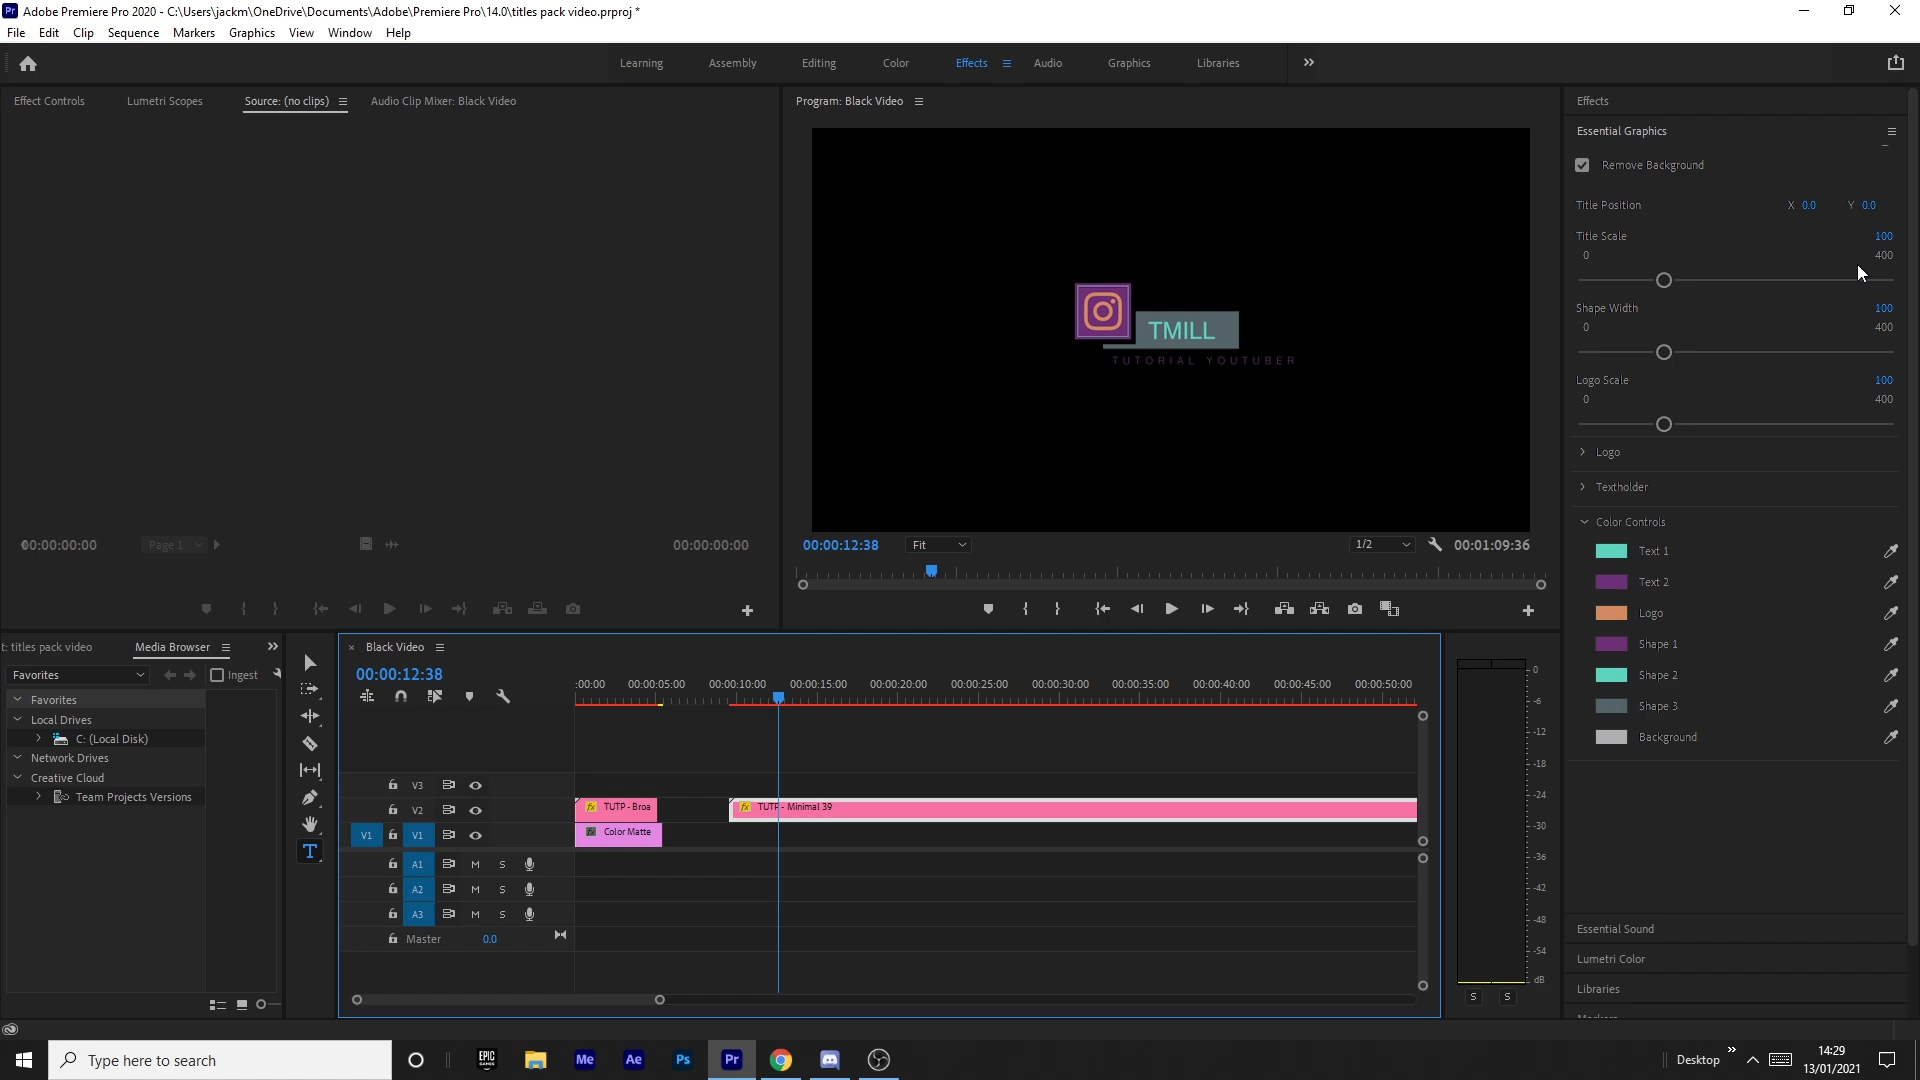 Adobe Premiere Pro 2020 - C:\Users\jackm\OneDrive\Documents\Adobe\Premiere Pro\14.0\titles pack video.prproj *
File Edit Clip Sequence Markers Graphics View Window Help
Learning Assembly Editing Color Effects Audio Graphics Libraries
Effect Controls Lumetri Scopes Source: (no clips) Audio Clip Mixer: Black Video
Program: Black Video
Effects
Essential Graphics
Remove Background
Title Position X 0.0 Y 0.0
Title Scale 100
0 400
Shape Width 100
0 400
Logo Scale 100
0 400
Logo
Textholder
Color Controls
Text 1
Text 2
Logo
Shape 1
Shape 2
Shape 3
Background
Essential Sound
Lumetri Color
Libraries
TMILL
TUTORIAL YOUTUBER
00:00:00:00 Page 1 00:00:00:00
00:00:12:38 Fit 1/2 00:01:09:36
t: titles pack video Media Browser
Favorites Ingest
Favorites
Local Drives
C: (Local Disk)
Network Drives
Creative Cloud
Team Projects Versions
× Black Video
00:00:12:38
:00:00 00:00:05:00 00:00:10:00 00:00:15:00 00:00:20:00 00:00:25:00 00:00:30:00 00:00:35:00 00:00:40:00 00:00:45:00 00:00:50:00
V3
V2 fx TUTP - Broa fx TUTP - Minimal 39
V1 V1 fx Color Matte
A1 M S
A2 M S
A3 M S
Master 0.0
0
-6
-12
-18
-24
-30
-36
-42
-48
-54
dB
S S
Type here to search
EPIC GAMES Me Ae Ps Pr
Desktop
14:29
13/01/2021